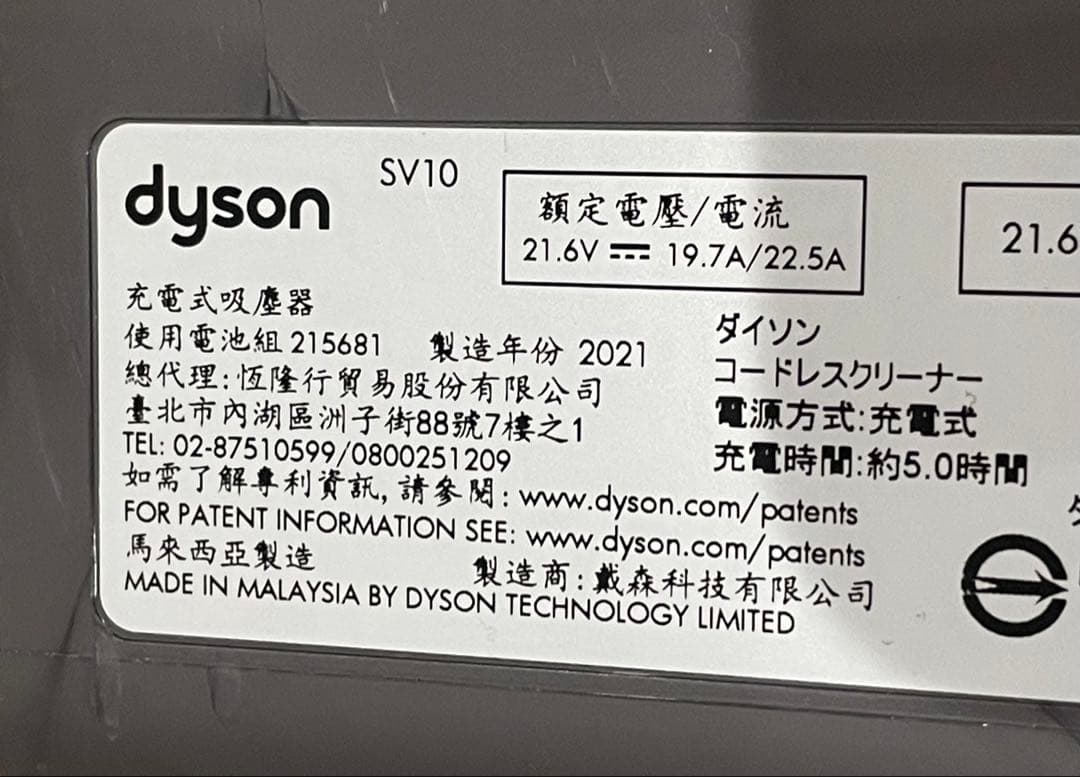 dyson
SV10
額定電壓/電流
21.6V 19.7A/22.5A
21.6
充電式吸塵器
使用電池組 215681 製造年份 2021
總代理:恆隆行貿易股份有限公司
臺北市內湖區洲子街88號7樓之1
TEL: 02-87510599/0800251209
如需了解專利資訊,請參閱: www.dyson.com/patents
FOR PATENT INFORMATION SEE: www.dyson.com/patents
馬來西亞製造 製造商:戴森科技有限公司
MADE IN MALAYSIA BY DYSON TECHNOLOGY LIMITED
ダイソン
コードレスクリーナー
電源方式:充電式
充電時間:約5.0時間